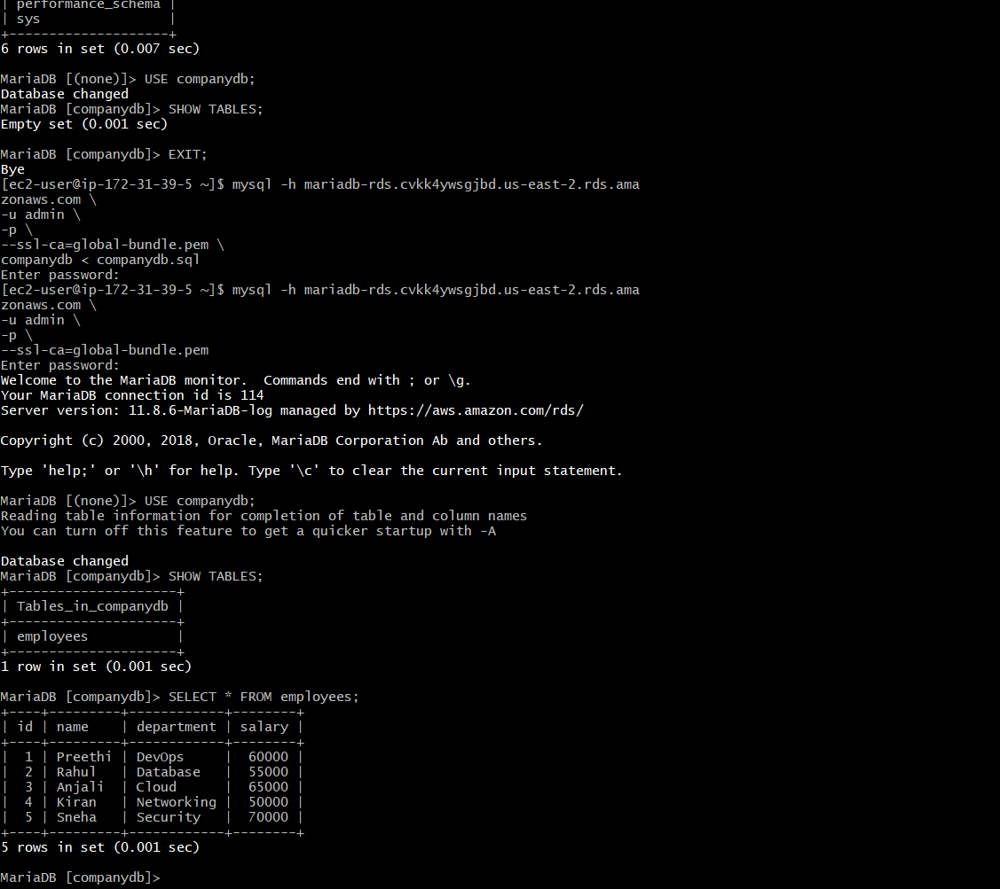 | performance_schema |
| sys                |
+--------------------+
6 rows in set (0.007 sec)

MariaDB [(none)]> USE companydb;
Database changed
MariaDB [companydb]> SHOW TABLES;
Empty set (0.001 sec)

MariaDB [companydb]> EXIT;
Bye
[ec2-user@ip-172-31-39-5 ~]$ mysql -h mariadb-rds.cvkk4ywsgjbd.us-east-2.rds.ama
zonaws.com \
-u admin \
-p \
--ssl-ca=global-bundle.pem \
companydb < companydb.sql
Enter password:
[ec2-user@ip-172-31-39-5 ~]$ mysql -h mariadb-rds.cvkk4ywsgjbd.us-east-2.rds.ama
zonaws.com \
-u admin \
-p \
--ssl-ca=global-bundle.pem
Enter password:
Welcome to the MariaDB monitor.  Commands end with ; or \g.
Your MariaDB connection id is 114
Server version: 11.8.6-MariaDB-log managed by https://aws.amazon.com/rds/

Copyright (c) 2000, 2018, Oracle, MariaDB Corporation Ab and others.

Type 'help;' or '\h' for help. Type '\c' to clear the current input statement.

MariaDB [(none)]> USE companydb;
Reading table information for completion of table and column names
You can turn off this feature to get a quicker startup with -A

Database changed
MariaDB [companydb]> SHOW TABLES;
+---------------------+
| Tables_in_companydb |
+---------------------+
| employees           |
+---------------------+
1 row in set (0.001 sec)

MariaDB [companydb]> SELECT * FROM employees;
+----+---------+------------+--------+
| id | name    | department | salary |
+----+---------+------------+--------+
|  1 | Preethi | DevOps     |  60000 |
|  2 | Rahul   | Database   |  55000 |
|  3 | Anjali  | Cloud      |  65000 |
|  4 | Kiran   | Networking |  50000 |
|  5 | Sneha   | Security   |  70000 |
+----+---------+------------+--------+
5 rows in set (0.001 sec)

MariaDB [companydb]>